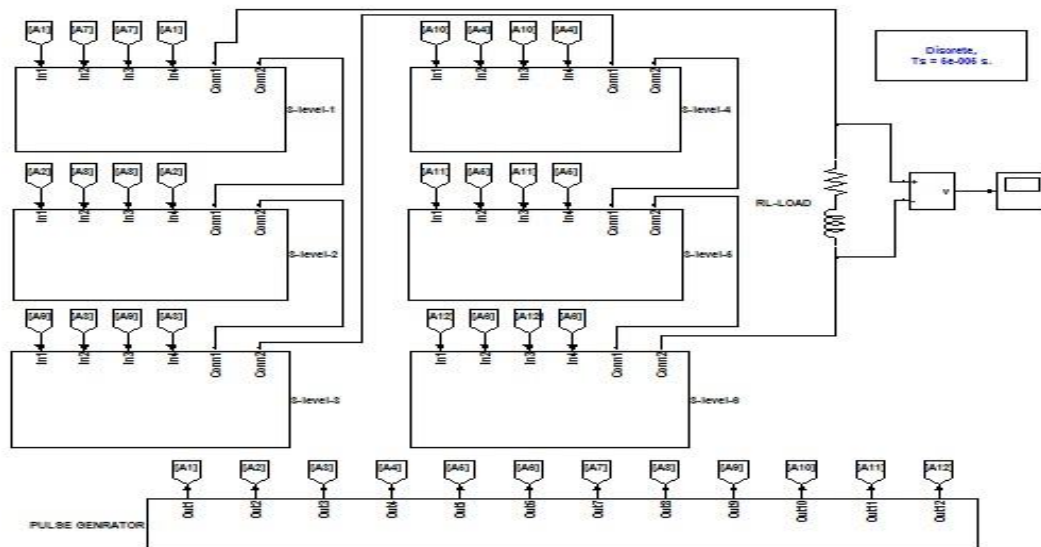 [A1] [A7] [A7] [A1]
In1 In2 In3 In4 Conn1 Conn2
S-level-1
[A10] [A4] [A10] [A4]
In1 In2 In3 In4 Conn1 Conn2
S-level-4
Discrete,
Ts = 5e-005 s.
[A2] [A8] [A8] [A2]
In1 In2 In3 In4 Conn1 Conn2
S-level-2
[A11] [A5] [A11] [A5]
In1 In2 In3 In4 Conn1 Conn2
S-level-5
RL-LOAD
+
-
v
[A9] [A3] [A9] [A3]
In1 In2 In3 In4 Conn1 Conn2
S-level-3
[A12] [A6] [A12] [A6]
In1 In2 In3 In4 Conn1 Conn2
S-level-6
[A1] [A2] [A3] [A4] [A5] [A6] [A7] [A8] [A9] [A10] [A11] [A12]
Out1 Out2 Out3 Out4 Out5 Out6 Out7 Out8 Out9 Out10 Out11 Out12
PULSE GENRATOR